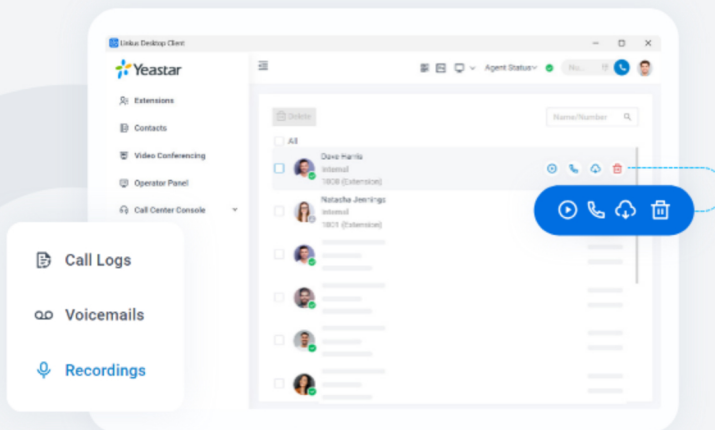 Linkus Desktop Client
Yeastar
Agent Status
No...
Extensions
Contacts
Video Conferencing
Operator Panel
Call Center Console
Call Logs
Voicemails
Recordings
Delete
Name/Number
All
Dave Harris
Internal
1808 (Extension)
Natasha Jennings
Internal
1801 (Extension)